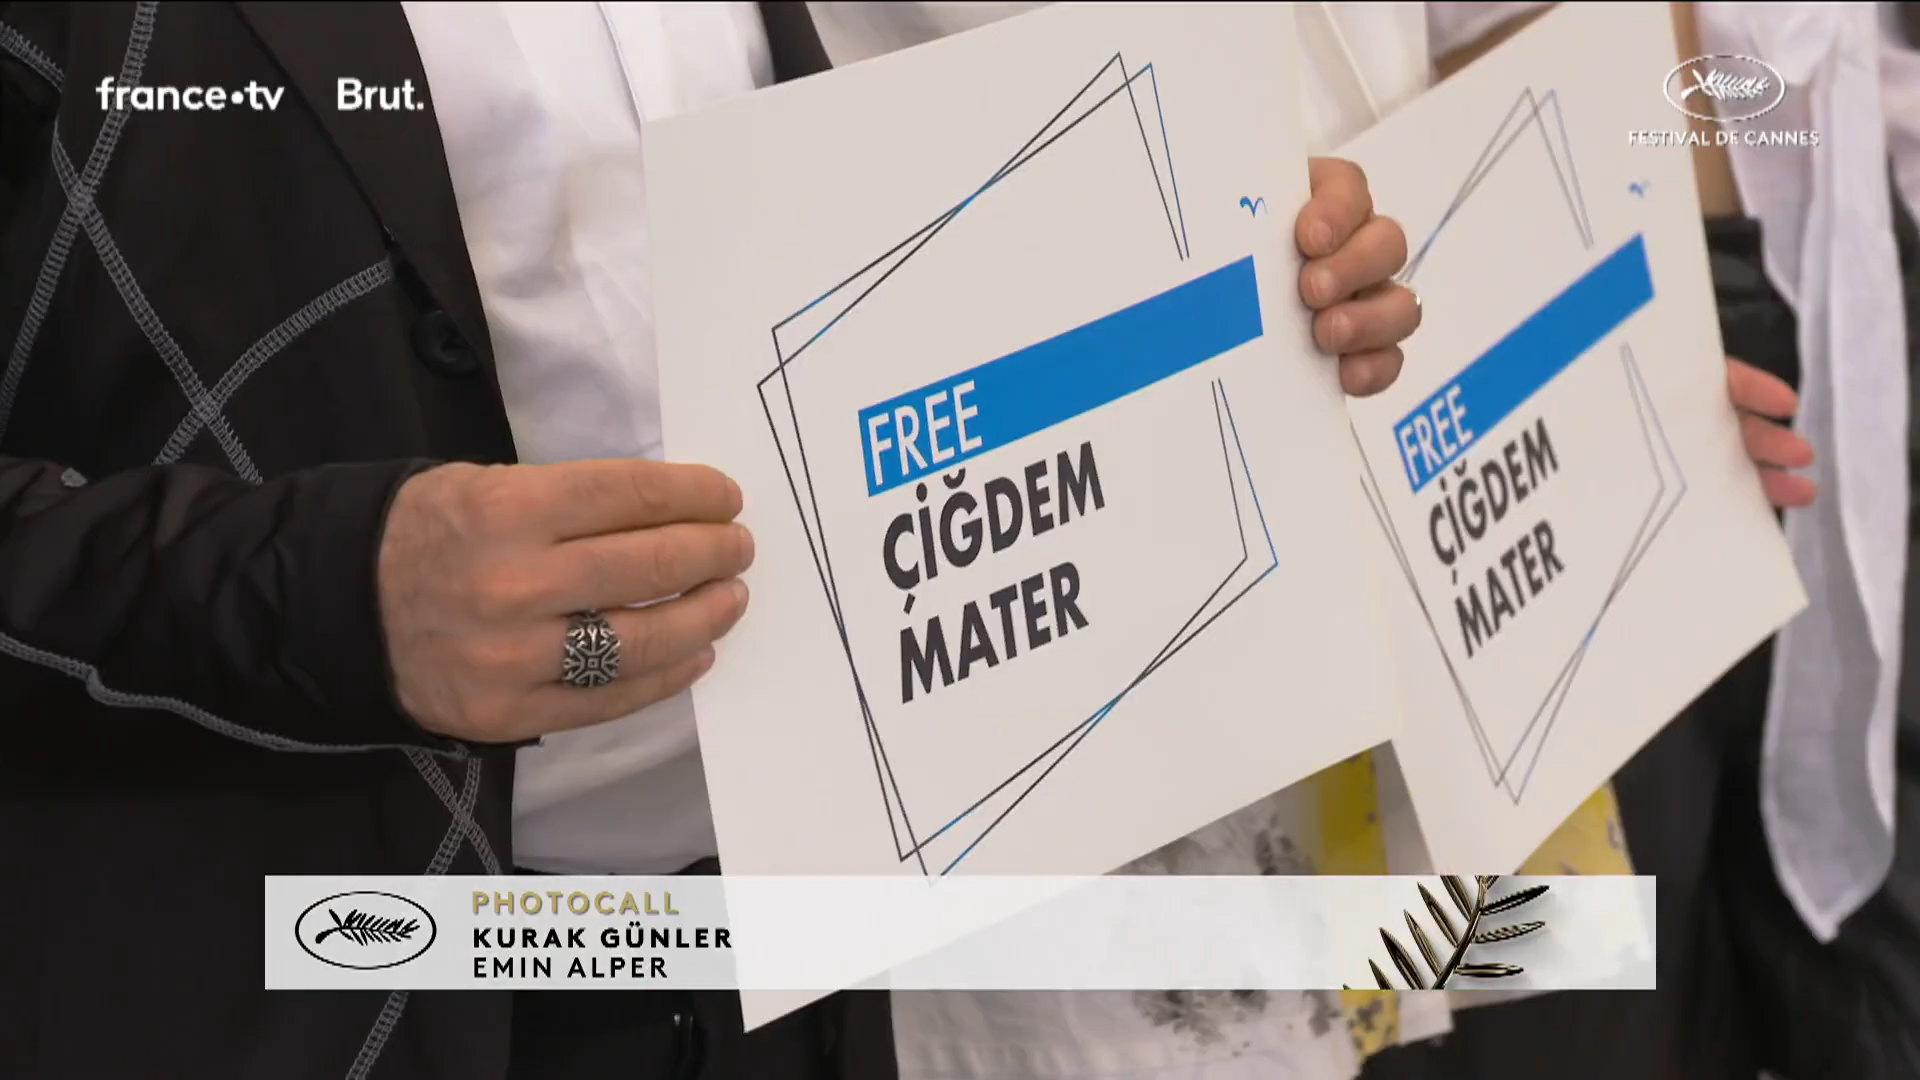 france•tv
Brut.
FESTIVAL DE CANNES
FREE
ÇİĞDEM
MATER
FREE
ÇİĞDEM
MATER
PHOTOCALL
KURAK GÜNLER
EMIN ALPER